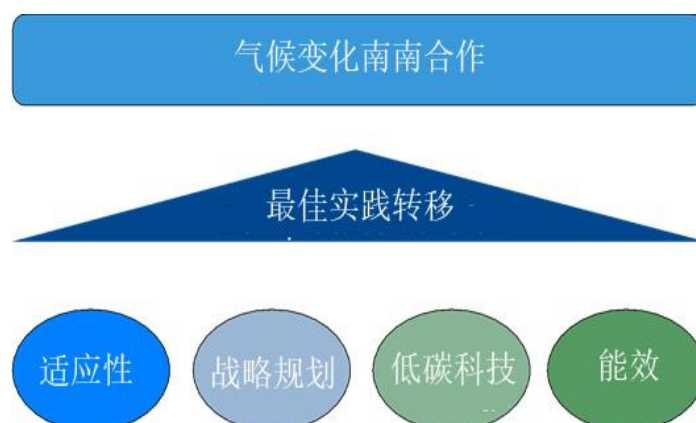 气候变化南南合作
最佳实践转移
适应性
战略规划
低碳科技
能效